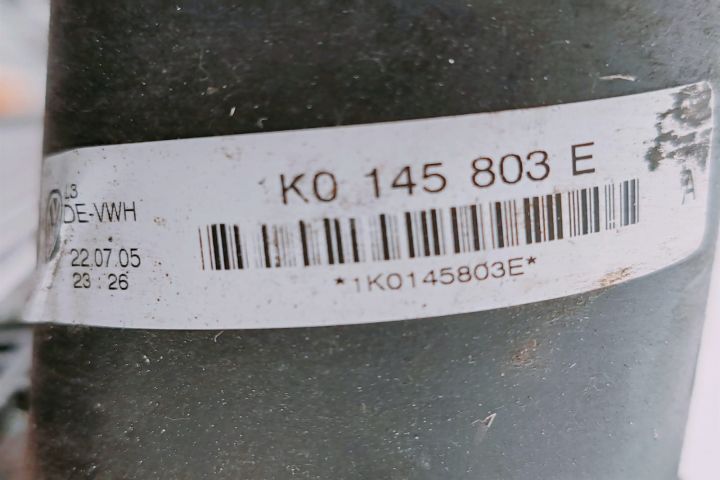 L3
DE-VWH
22.07.05
23:26
K0 145 803 E
*1K0145803E*
A